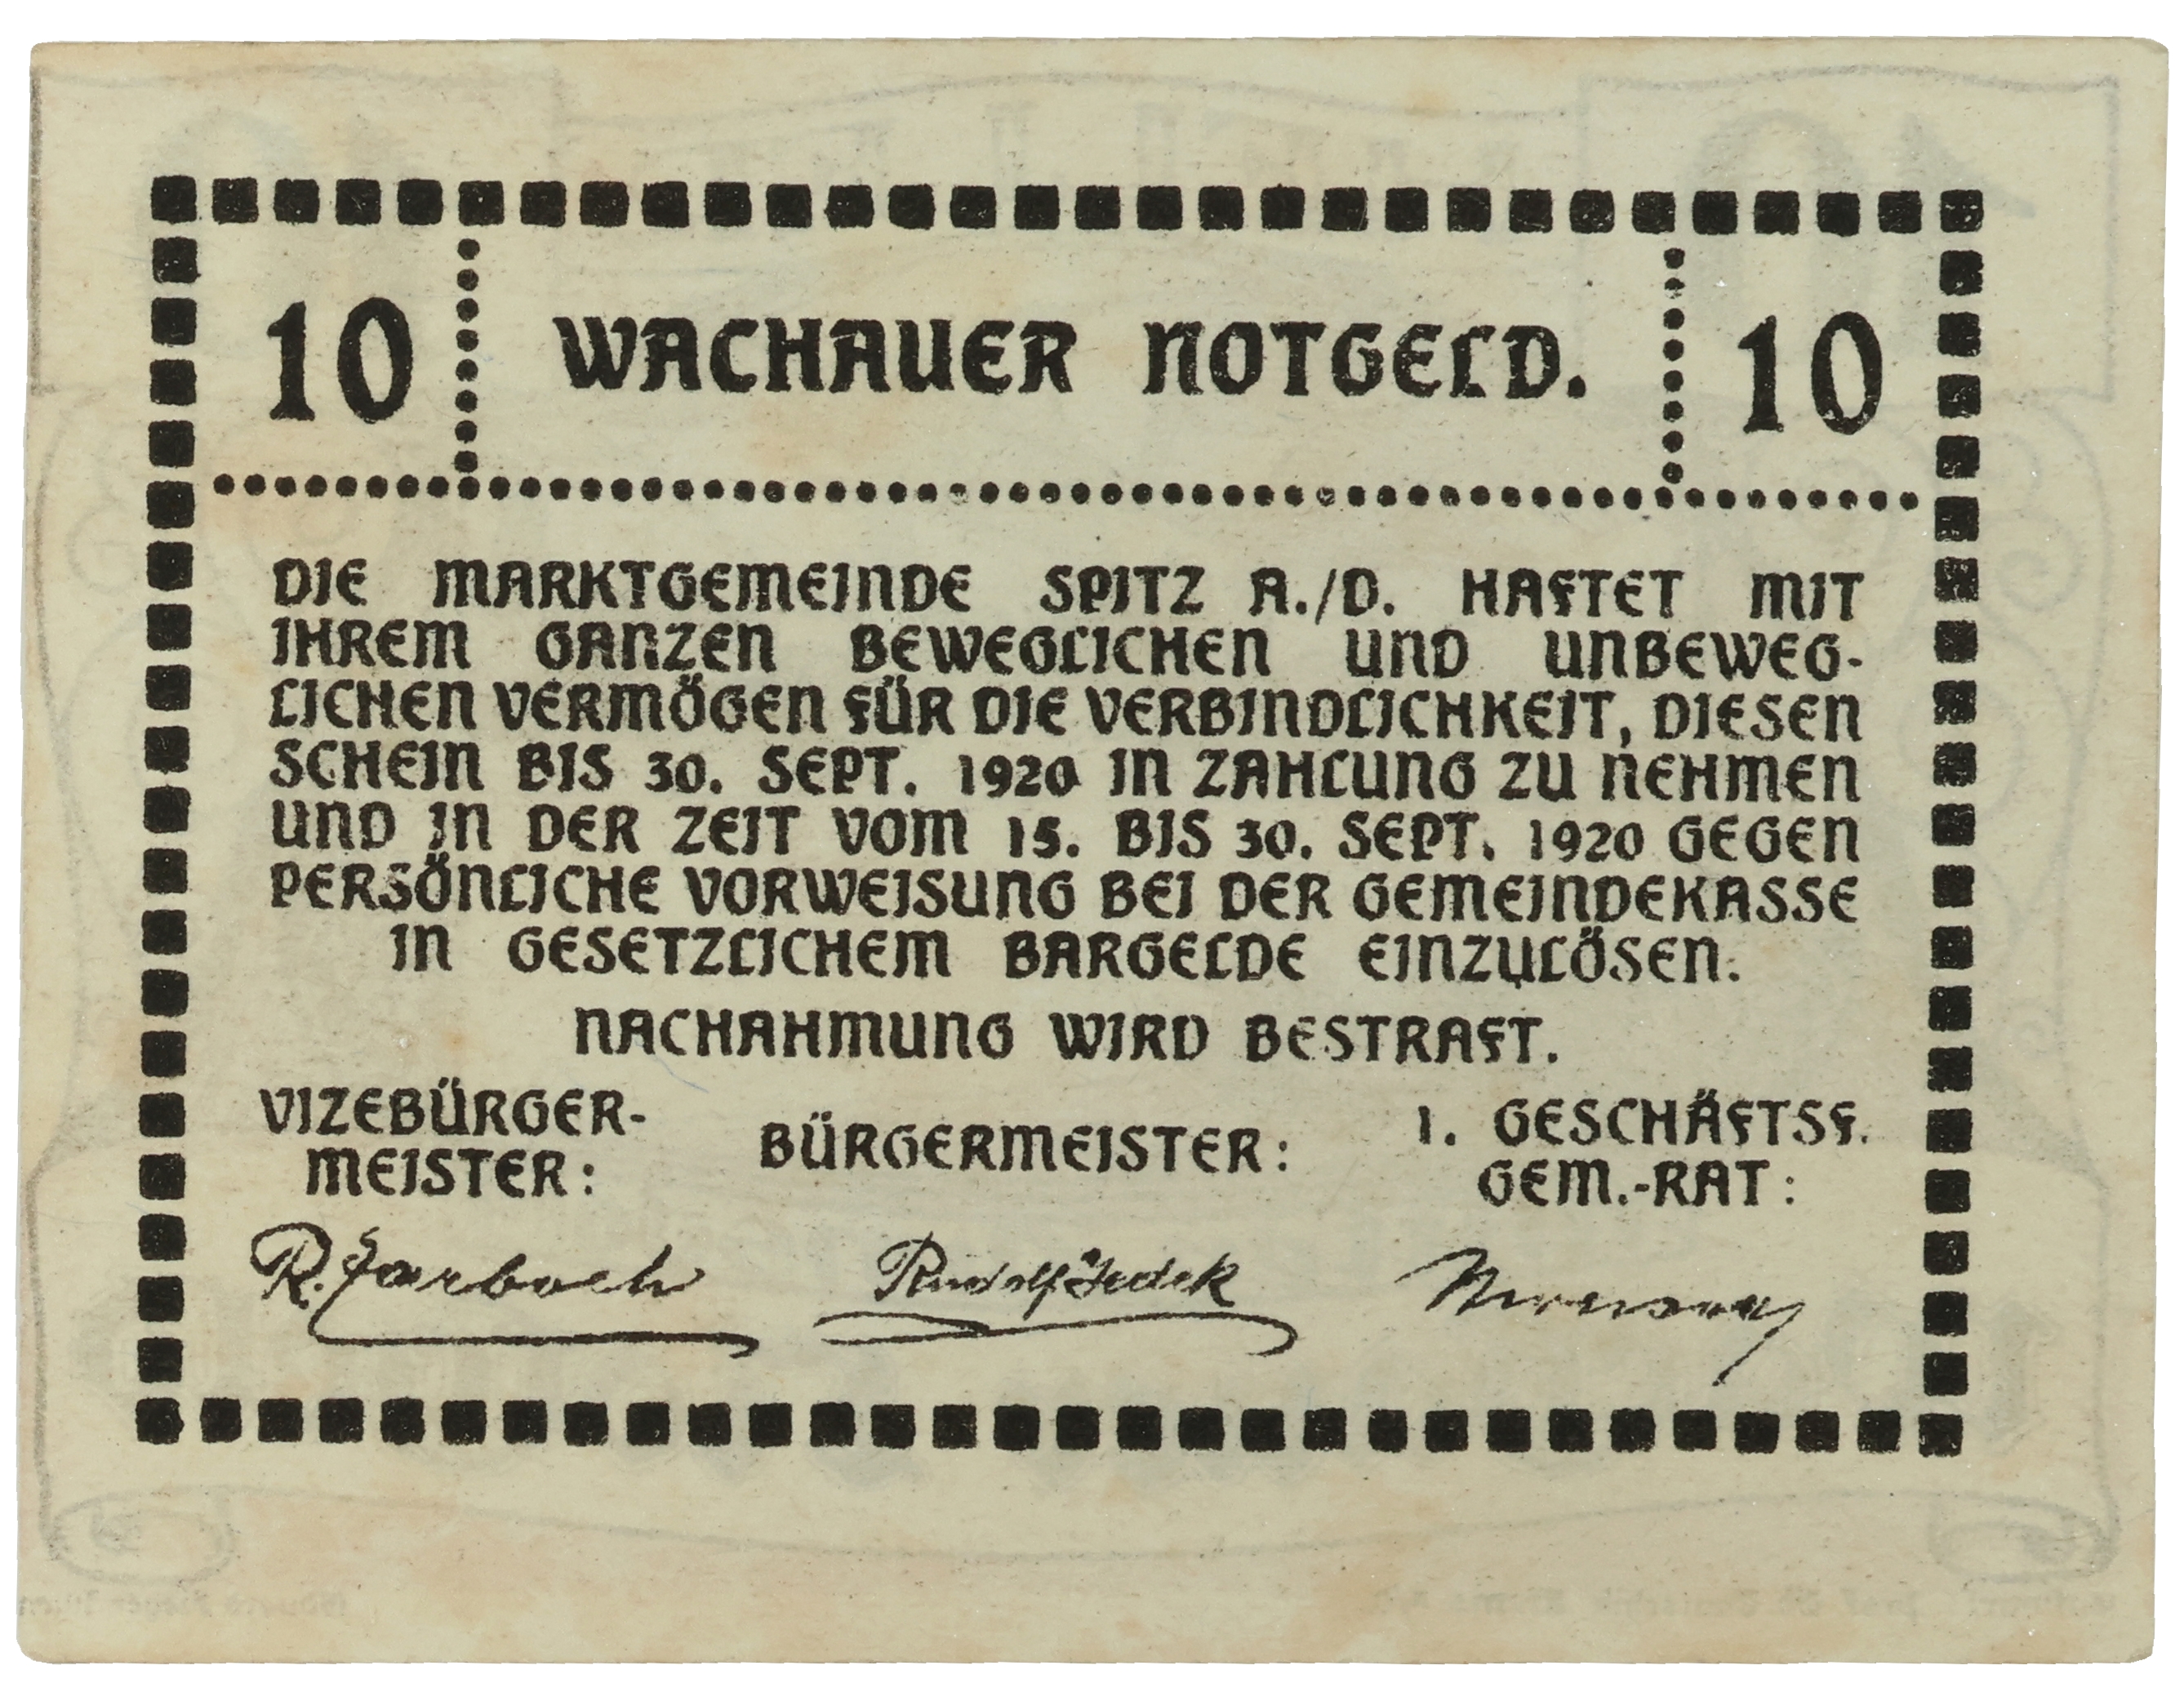 10 WACHAUER NOTGELD. 10
DIE MARKTGEMEINDE SPITZ A./D. HAFTET MIT
IHREM GANZEN BEWEGLICHEN UND UNBEWEG-
LICHEN VERMÖGEN FÜR DIE VERBINDLICHKEIT, DIESEN
SCHEIN BIS 30. SEPT. 1920 IN ZAHLUNG ZU NEHMEN
UND IN DER ZEIT VOM 15. BIS 30. SEPT. 1920 GEGEN
PERSÖNLICHE VORWEISUNG BEI DER GEMEINDEKASSE
IN GESETZLICHEM BARGELDE EINZULÖSEN.
NACHAHMUNG WIRD BESTRAFT.
VIZEBÜRGER-
MEISTER:
BÜRGERMEISTER:
1. GESCHÄFTSF.
GEM.-RAT:
R.
Rudolf